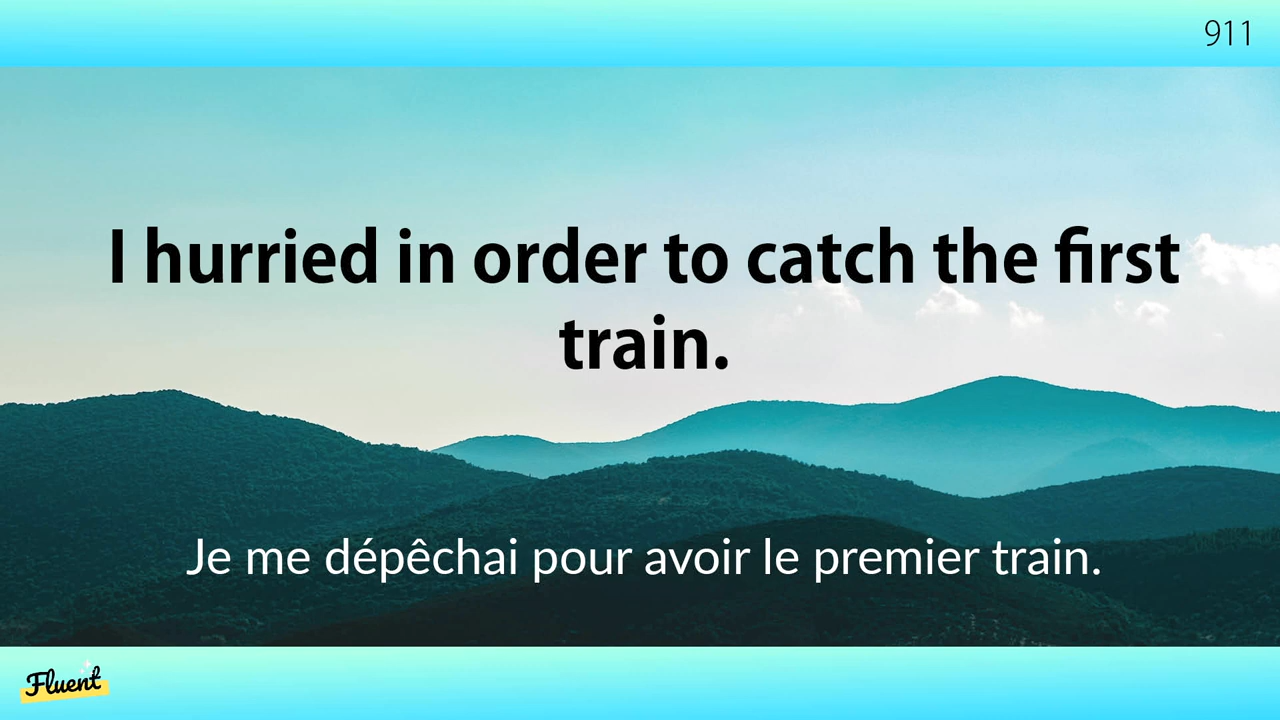 911
I hurried in order to catch the first
train.
Je me dépêchai pour avoir le premier train.
Fluent